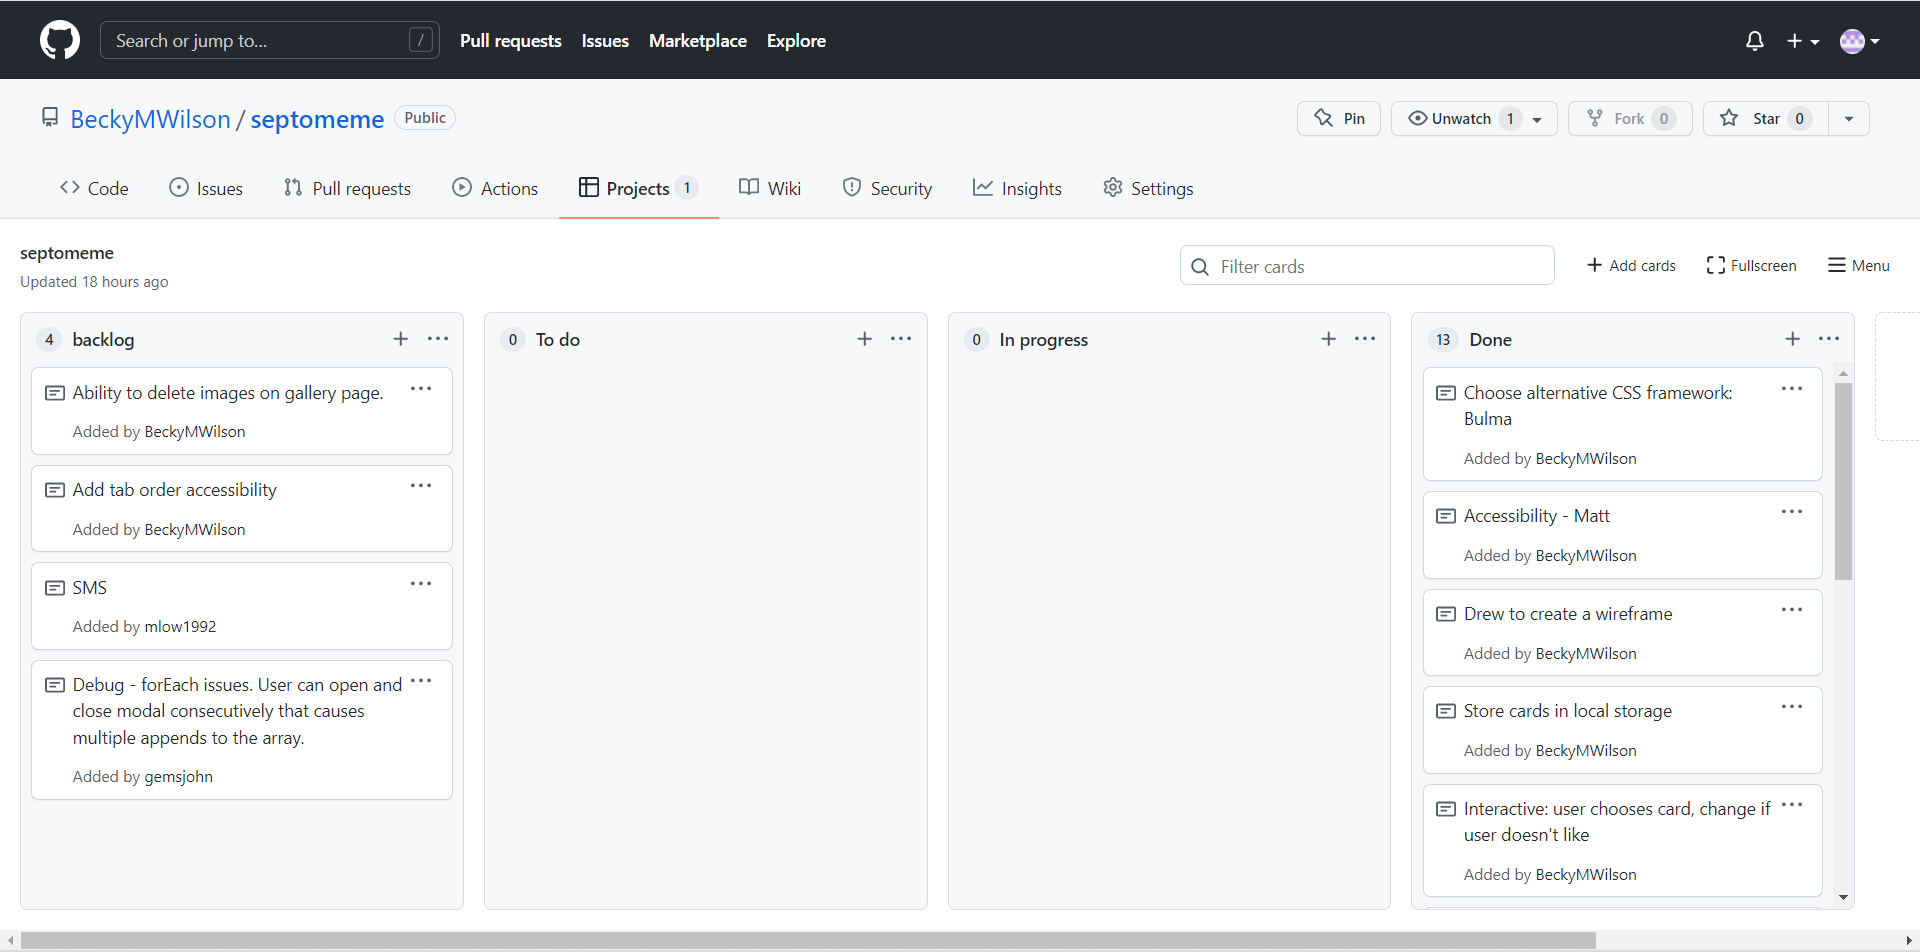 Search or jump to...
/
Pull requests
Issues
Marketplace
Explore
BeckyMWilson / septomeme
Public
Pin
Unwatch 1
Fork 0
Star 0
Code
Issues
Pull requests
Actions
Projects 1
Wiki
Security
Insights
Settings
septomeme
Updated 18 hours ago
Filter cards
Add cards
Fullscreen
Menu
4 backlog
Ability to delete images on gallery page.
Added by BeckyMWilson
Add tab order accessibility
Added by BeckyMWilson
SMS
Added by mlow1992
Debug - forEach issues. User can open and
close modal consecutively that causes
multiple appends to the array.
Added by gemsjohn
0 To do
0 In progress
13 Done
Choose alternative CSS framework:
Bulma
Added by BeckyMWilson
Accessibility - Matt
Added by BeckyMWilson
Drew to create a wireframe
Added by BeckyMWilson
Store cards in local storage
Added by BeckyMWilson
Interactive: user chooses card, change if
user doesn't like
Added by BeckyMWilson